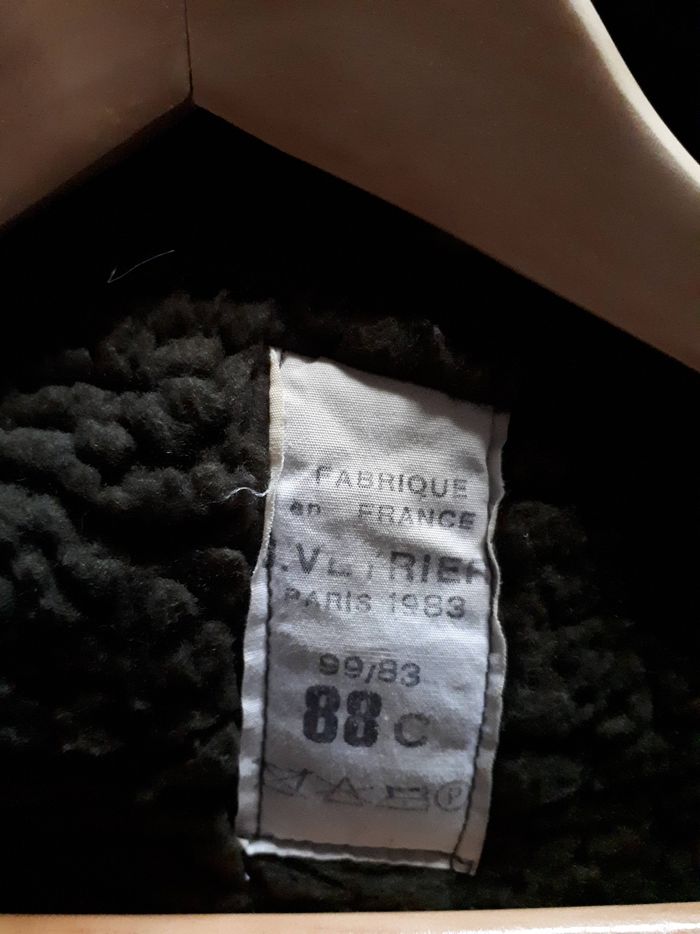 FABRIQUE
en FRANCE
PARIS 1983
99/83
88 C
P